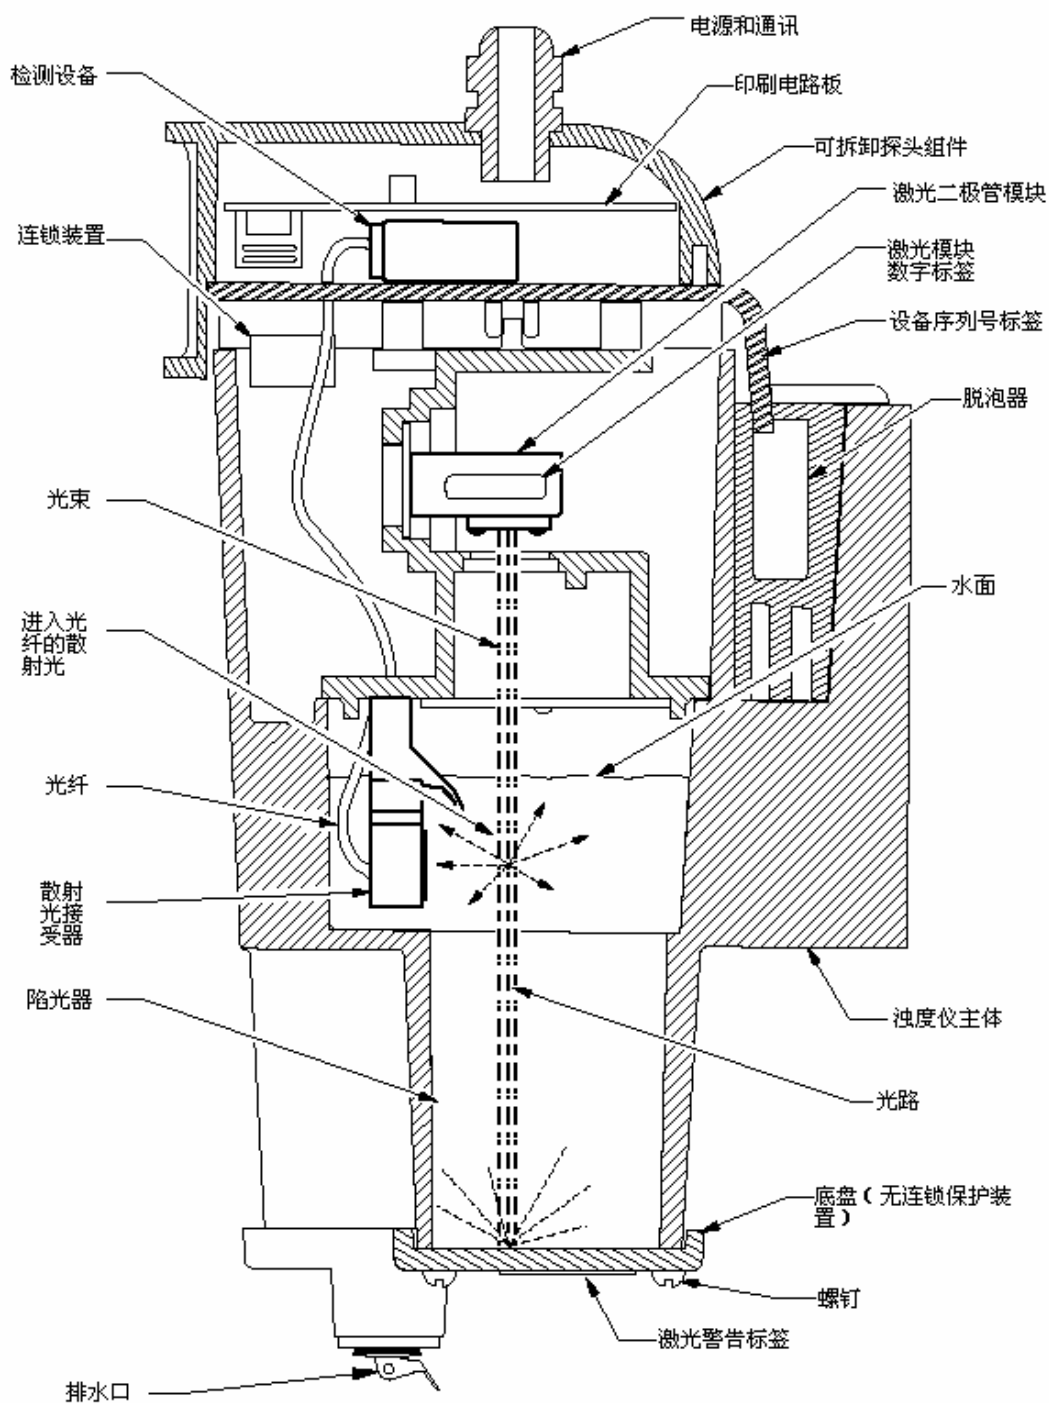 电源和通讯
检测设备
印刷电路板
可拆卸探头组件
激光二极管模块
连锁装置
激光模块
数字标签
设备序列号标签
脱泡器
光束
水面
进入光
纤的散
射光
光纤
散射
光接
受器
陷光器
浊度仪主体
光路
底盘（无连锁保护装
置）
螺钉
激光警告标签
排水口